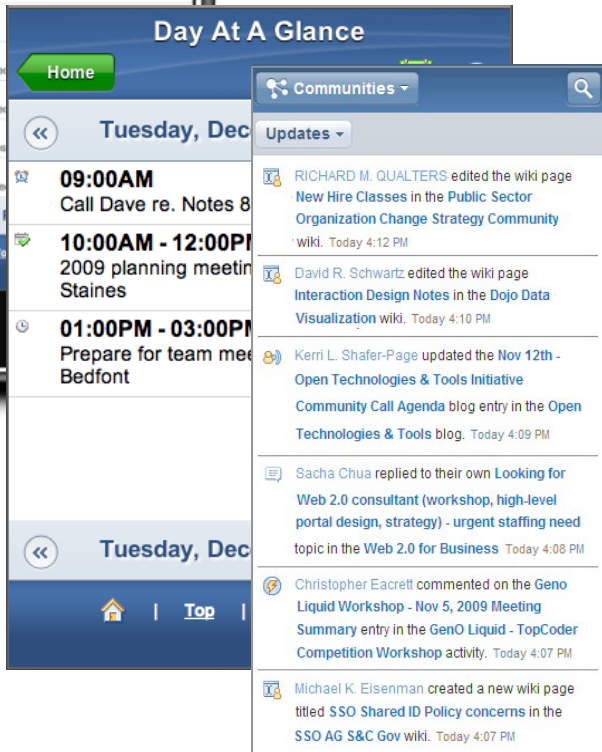 Day At A Glance
Home
Tuesday, Dec
09:00AM
Call Dave re. Notes 8
10:00AM - 12:00PM
2009 planning meetin
Staines
01:00PM - 03:00PM
Prepare for team mee
Bedfont
Tuesday, Dec
| Top |
Communities
Updates
RICHARD M. QUALTERS edited the wiki page
New Hire Classes in the Public Sector
Organization Change Strategy Community
wiki. Today 4:12 PM
David R. Schwartz edited the wiki page
Interaction Design Notes in the Dojo Data
Visualization wiki. Today 4:10 PM
Kerri L. Shafer-Page updated the Nov 12th -
Open Technologies & Tools Initiative
Community Call Agenda blog entry in the Open
Technologies & Tools blog. Today 4:09 PM
Sacha Chua replied to their own Looking for
Web 2.0 consultant (workshop, high-level
portal design, strategy) - urgent staffing need
topic in the Web 2.0 for Business Today 4:08 PM
Christopher Eacrett commented on the Geno
Liquid Workshop - Nov 5, 2009 Meeting
Summary entry in the GenO Liquid - TopCoder
Competition Workshop activity. Today 4:07 PM
Michael K. Eisenman created a new wiki page
titled SSO Shared ID Policy concerns in the
SSO AG S&C Gov wiki. Today 4:07 PM